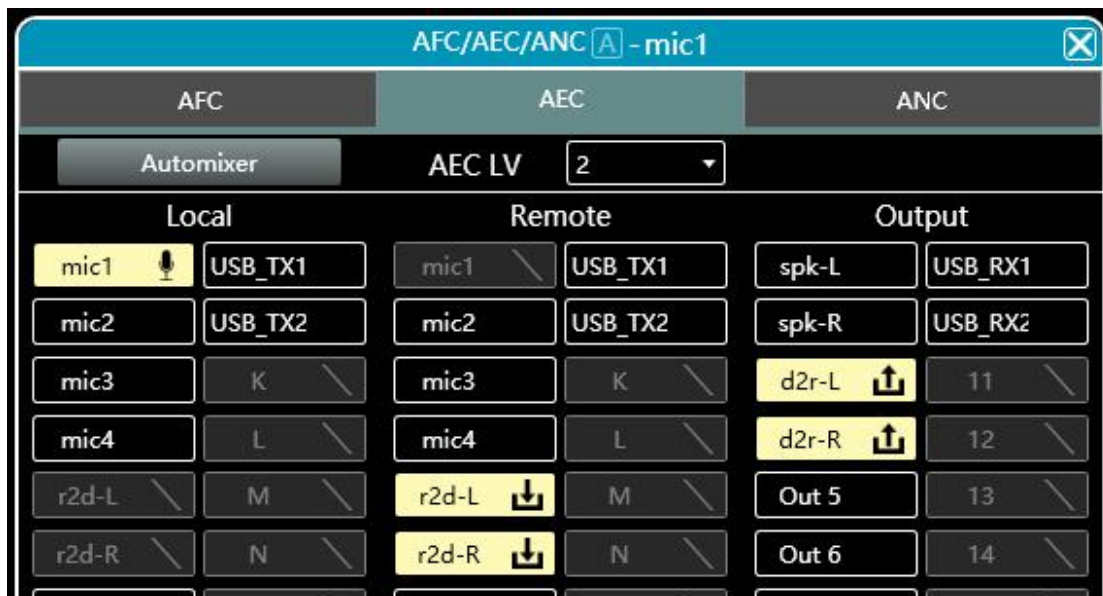 AFC/AEC/ANC A - mic1
AFC AEC ANC
Automixer AEC LV 2
Local Remote Output
mic1 USB_TX1 mic1 USB_TX1 spk-L USB_RX1
mic2 USB_TX2 mic2 USB_TX2 spk-R USB_RX2
mic3 K mic3 K d2r-L 11
mic4 L mic4 L d2r-R 12
r2d-L M r2d-L M Out 5 13
r2d-R N r2d-R N Out 6 14